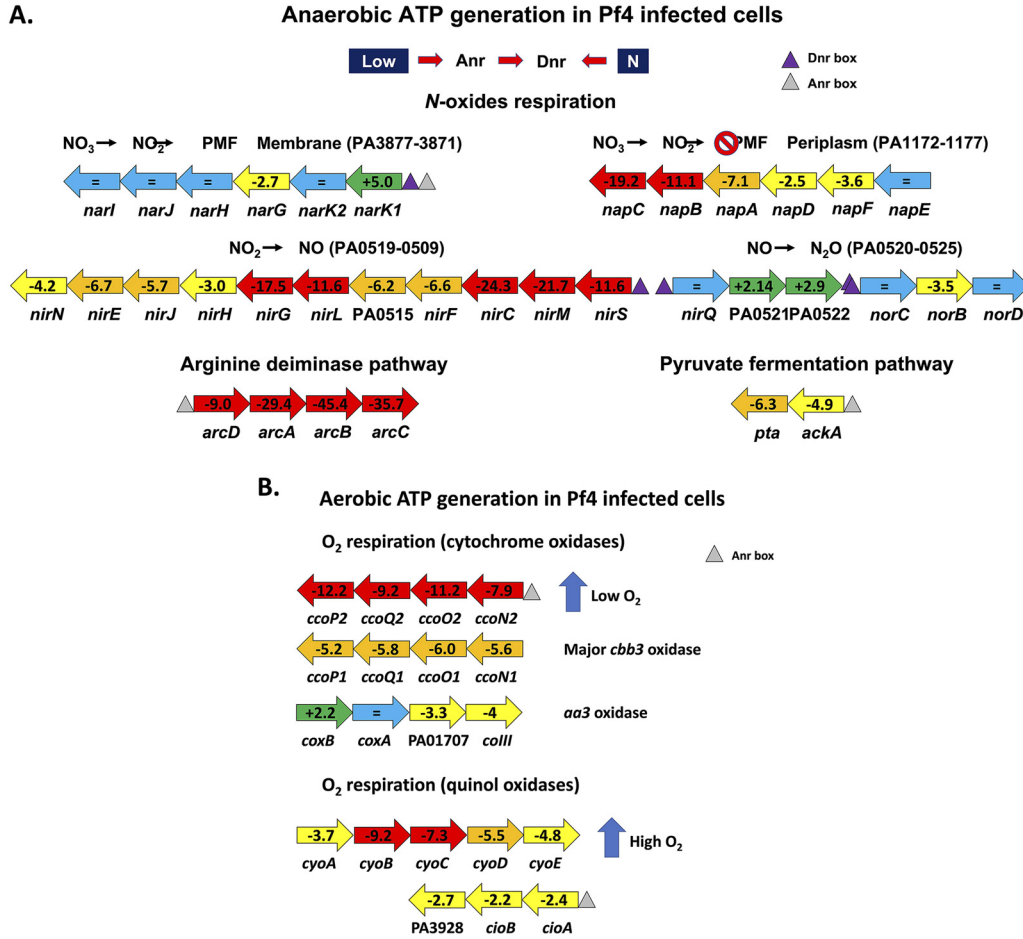 A.
Anaerobic ATP generation in Pf4 infected cells
Low Anr Dnr N
Dnr box
Anr box
N-oxides respiration
NO3 NO2 PMF Membrane (PA3877-3871)
NO3 NO2 PMF Periplasm (PA1172-1177)
= = = -2.7 = +5.0
narI narJ narH narG narK2 narK1
-19.2 -11.1 -7.1 -2.5 -3.6 =
napC napB napA napD napF napE
NO2 NO (PA0519-0509)
NO N2O (PA0520-0525)
-4.2 -6.7 -5.7 -3.0 -17.5 -11.6 -6.2 -6.6 -24.3 -21.7 -11.6
nirN nirE nirJ nirH nirG nirL PA0515 nirF nirC nirM nirS
= +2.14 +2.9 = -3.5 =
nirQ PA0521 PA0522 norC norB norD
Arginine deiminase pathway
-9.0 -29.4 -45.4 -35.7
arcD arcA arcB arcC
Pyruvate fermentation pathway
-6.3 -4.9
pta ackA
B.
Aerobic ATP generation in Pf4 infected cells
O2 respiration (cytochrome oxidases)
Anr box
-12.2 -9.2 -11.2 -7.9
Low O2
ccoP2 ccoQ2 ccoO2 ccoN2
-5.2 -5.8 -6.0 -5.6
Major cbb3 oxidase
ccoP1 ccoQ1 ccoO1 ccoN1
+2.2 = -3.3 -4
aa3 oxidase
coxB coxA PA01707 coIII
O2 respiration (quinol oxidases)
-3.7 -9.2 -7.3 -5.5 -4.8
High O2
cyoA cyoB cyoC cyoD cyoE
-2.7 -2.2 -2.4
PA3928 cioB cioA